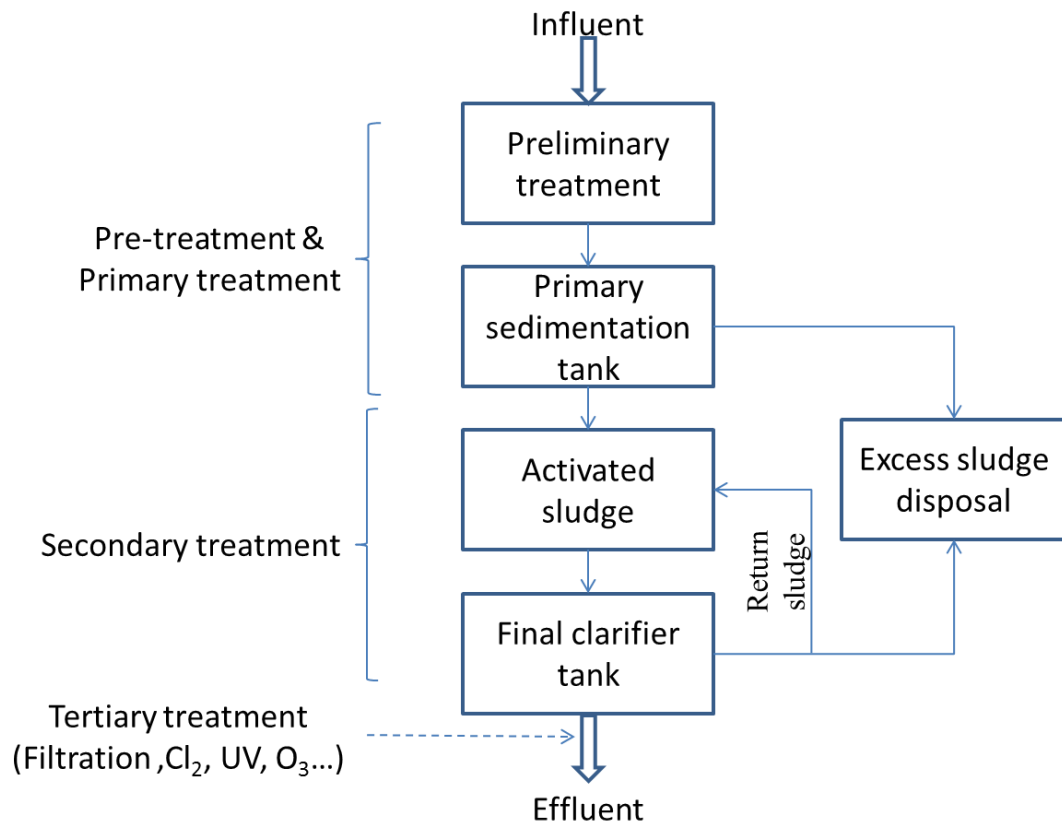 Influent
Preliminary
treatment
Pre-treatment &
Primary treatment
Primary
sedimentation
tank
Activated
sludge
Excess sludge
disposal
Secondary treatment
Return
sludge
Final clarifier
tank
Tertiary treatment
(Filtration ,Cl₂, UV, O₃...)
Effluent